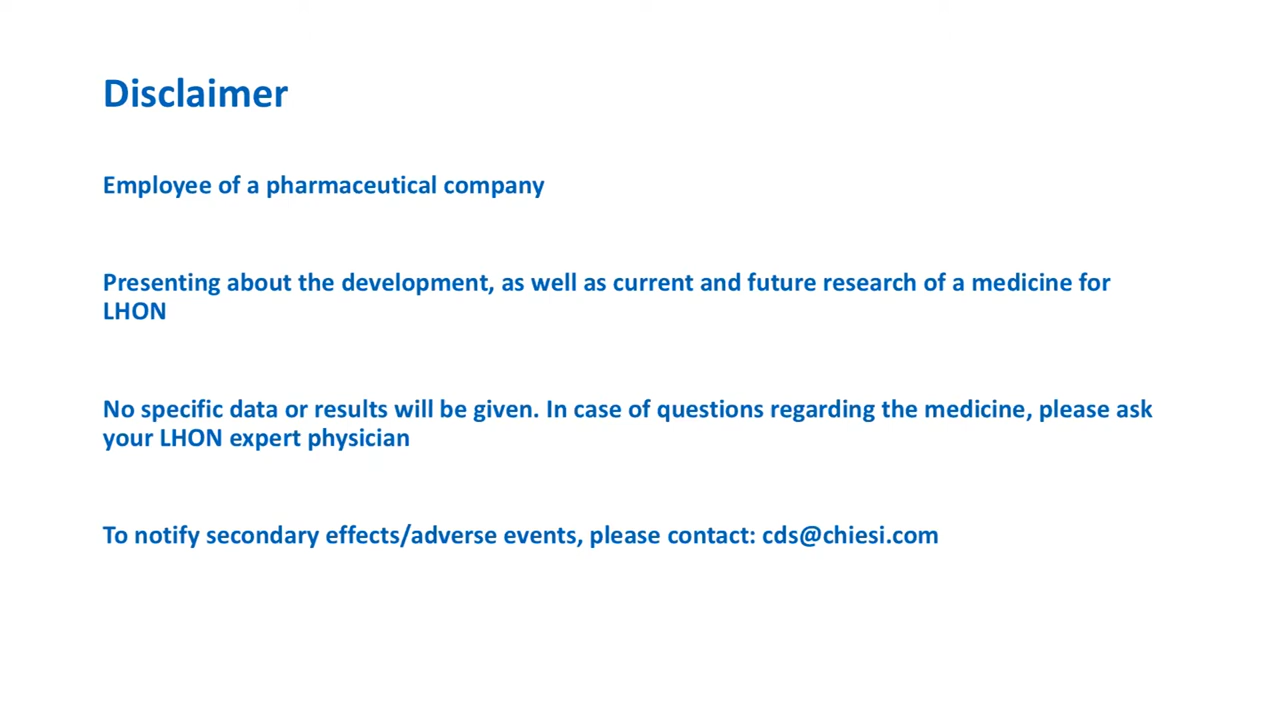 Disclaimer
Employee of a pharmaceutical company
Presenting about the development, as well as current and future research of a medicine for
LHON
No specific data or results will be given. In case of questions regarding the medicine, please ask
your LHON expert physician
To notify secondary effects/adverse events, please contact: cds@chiesi.com